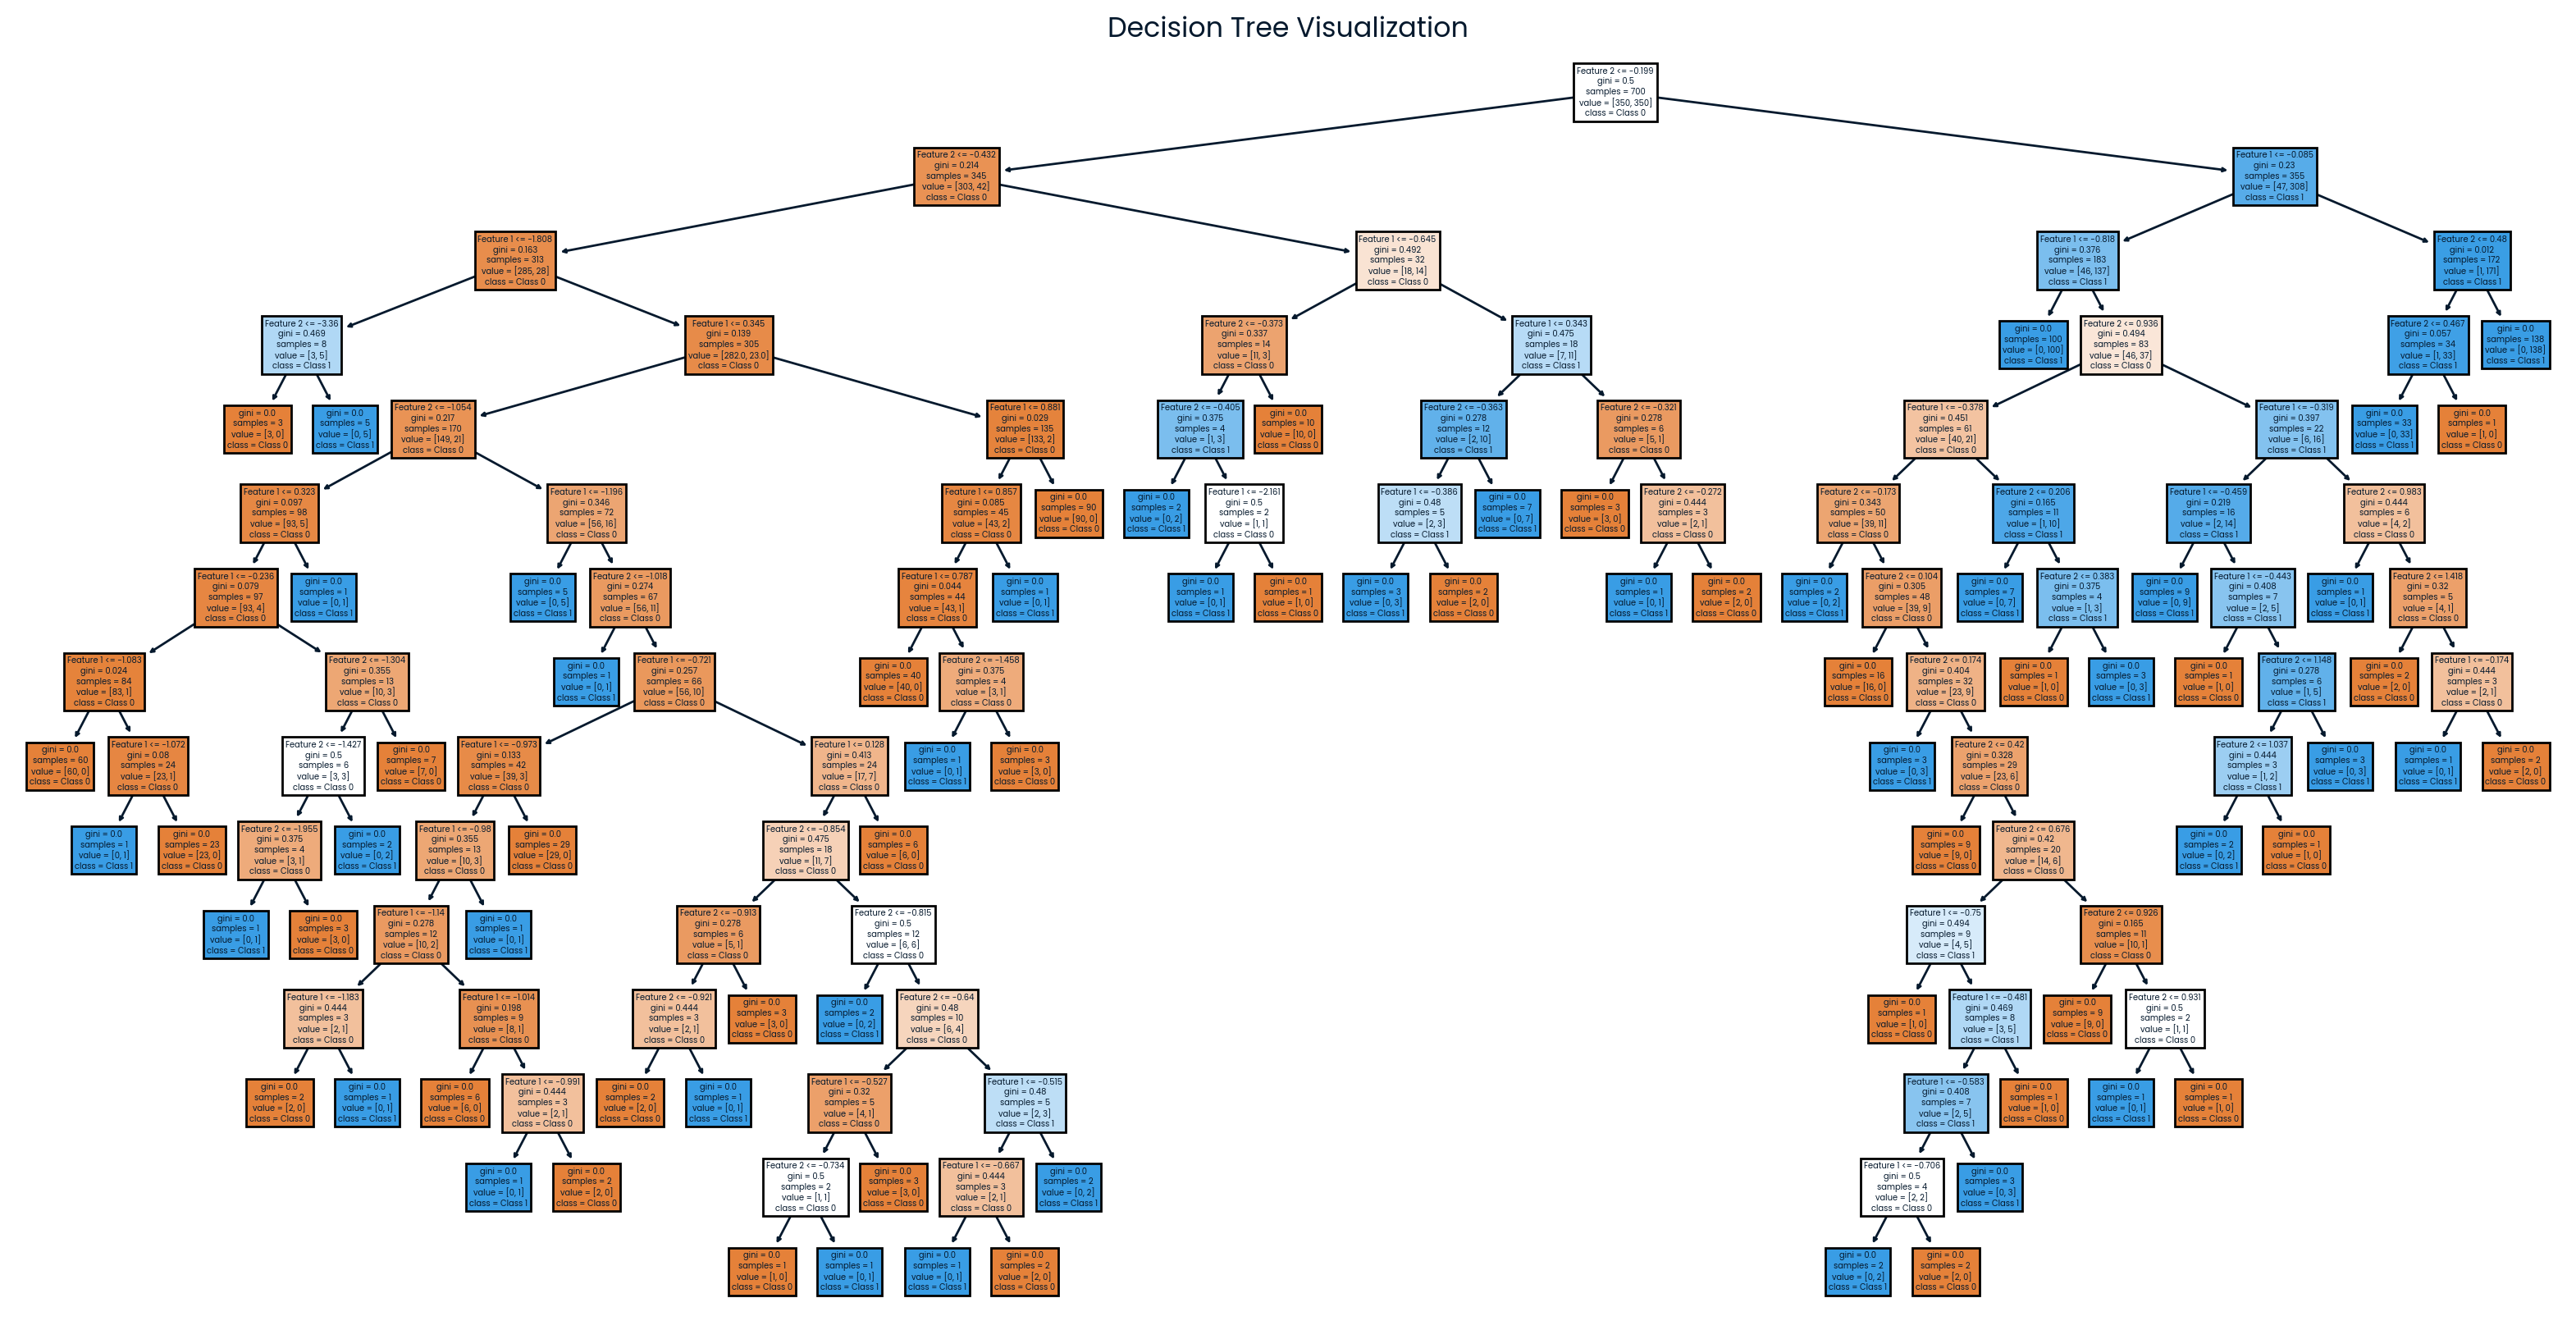 Decision Tree Visualization
Feature 2 <= -0.199
gini = 0.5
samples = 700
value = [350, 350]
class = Class 0
Feature 2 <= -0.432
gini = 0.214
samples = 345
value = [303, 42]
class = Class 0
Feature 1 <= -0.085
gini = 0.23
samples = 355
value = [47, 308]
class = Class 1
Feature 1 <= -1.808
gini = 0.163
samples = 313
value = [285, 28]
class = Class 0
Feature 1 <= -0.645
gini = 0.492
samples = 32
value = [18, 14]
class = Class 0
Feature 1 <= -0.818
gini = 0.376
samples = 183
value = [46, 137]
class = Class 1
Feature 2 <= 0.48
gini = 0.012
samples = 172
value = [1, 171]
class = Class 1
Feature 2 <= -3.36
gini = 0.469
samples = 8
value = [3, 5]
class = Class 1
Feature 1 <= 0.345
gini = 0.139
samples = 305
value = [282.0, 23.0]
class = Class 0
Feature 2 <= -0.373
gini = 0.337
samples = 14
value = [11, 3]
class = Class 0
Feature 1 <= 0.343
gini = 0.475
samples = 18
value = [7, 11]
class = Class 1
gini = 0.0
samples = 100
value = [0, 100]
class = Class 1
Feature 2 <= 0.936
gini = 0.494
samples = 83
value = [46, 37]
class = Class 0
Feature 2 <= 0.467
gini = 0.057
samples = 34
value = [1, 33]
class = Class 1
gini = 0.0
samples = 138
value = [0, 138]
class = Class 1
gini = 0.0
samples = 3
value = [3, 0]
class = Class 0
gini = 0.0
samples = 5
value = [0, 5]
class = Class 1
Feature 2 <= -1.054
gini = 0.217
samples = 170
value = [149, 21]
class = Class 0
Feature 1 <= 0.881
gini = 0.029
samples = 135
value = [133, 2]
class = Class 0
Feature 2 <= -0.405
gini = 0.375
samples = 4
value = [1, 3]
class = Class 1
gini = 0.0
samples = 10
value = [10, 0]
class = Class 0
Feature 2 <= -0.363
gini = 0.278
samples = 12
value = [2, 10]
class = Class 1
Feature 2 <= -0.321
gini = 0.278
samples = 6
value = [5, 1]
class = Class 0
Feature 1 <= -0.378
gini = 0.451
samples = 61
value = [40, 21]
class = Class 0
Feature 1 <= -0.319
gini = 0.397
samples = 22
value = [6, 16]
class = Class 1
gini = 0.0
samples = 33
value = [0, 33]
class = Class 1
gini = 0.0
samples = 1
value = [1, 0]
class = Class 0
Feature 1 <= 0.323
gini = 0.097
samples = 98
value = [93, 5]
class = Class 0
Feature 1 <= -1.196
gini = 0.346
samples = 72
value = [56, 16]
class = Class 0
Feature 1 <= 0.857
gini = 0.085
samples = 45
value = [43, 2]
class = Class 0
gini = 0.0
samples = 90
value = [90, 0]
class = Class 0
gini = 0.0
samples = 2
value = [0, 2]
class = Class 1
Feature 1 <= -2.161
gini = 0.5
samples = 2
value = [1, 1]
class = Class 0
Feature 1 <= -0.386
gini = 0.48
samples = 5
value = [2, 3]
class = Class 1
gini = 0.0
samples = 7
value = [0, 7]
class = Class 1
gini = 0.0
samples = 3
value = [3, 0]
class = Class 0
Feature 2 <= -0.272
gini = 0.444
samples = 3
value = [2, 1]
class = Class 0
Feature 2 <= -0.173
gini = 0.343
samples = 50
value = [39, 11]
class = Class 0
Feature 2 <= 0.206
gini = 0.165
samples = 11
value = [1, 10]
class = Class 1
Feature 1 <= -0.459
gini = 0.219
samples = 16
value = [2, 14]
class = Class 1
Feature 2 <= 0.983
gini = 0.444
samples = 6
value = [4, 2]
class = Class 0
Feature 1 <= -0.236
gini = 0.079
samples = 97
value = [93, 4]
class = Class 0
gini = 0.0
samples = 1
value = [0, 1]
class = Class 1
gini = 0.0
samples = 5
value = [0, 5]
class = Class 1
Feature 2 <= -1.018
gini = 0.274
samples = 67
value = [56, 11]
class = Class 0
Feature 1 <= 0.787
gini = 0.044
samples = 44
value = [43, 1]
class = Class 0
gini = 0.0
samples = 1
value = [0, 1]
class = Class 1
gini = 0.0
samples = 1
value = [0, 1]
class = Class 1
gini = 0.0
samples = 1
value = [1, 0]
class = Class 0
gini = 0.0
samples = 3
value = [0, 3]
class = Class 1
gini = 0.0
samples = 2
value = [2, 0]
class = Class 0
gini = 0.0
samples = 1
value = [0, 1]
class = Class 1
gini = 0.0
samples = 2
value = [2, 0]
class = Class 0
gini = 0.0
samples = 2
value = [0, 2]
class = Class 1
Feature 2 <= 0.104
gini = 0.305
samples = 48
value = [39, 9]
class = Class 0
gini = 0.0
samples = 7
value = [0, 7]
class = Class 1
Feature 2 <= 0.383
gini = 0.375
samples = 4
value = [1, 3]
class = Class 1
gini = 0.0
samples = 9
value = [0, 9]
class = Class 1
Feature 1 <= -0.443
gini = 0.408
samples = 7
value = [2, 5]
class = Class 1
gini = 0.0
samples = 1
value = [0, 1]
class = Class 1
Feature 2 <= 1.418
gini = 0.32
samples = 5
value = [4, 1]
class = Class 0
Feature 1 <= -1.083
gini = 0.024
samples = 84
value = [83, 1]
class = Class 0
Feature 2 <= -1.304
gini = 0.355
samples = 13
value = [10, 3]
class = Class 0
gini = 0.0
samples = 1
value = [0, 1]
class = Class 1
Feature 1 <= -0.721
gini = 0.257
samples = 66
value = [56, 10]
class = Class 0
gini = 0.0
samples = 40
value = [40, 0]
class = Class 0
Feature 2 <= -1.458
gini = 0.375
samples = 4
value = [3, 1]
class = Class 0
gini = 0.0
samples = 16
value = [16, 0]
class = Class 0
Feature 2 <= 0.174
gini = 0.404
samples = 32
value = [23, 9]
class = Class 0
gini = 0.0
samples = 1
value = [1, 0]
class = Class 0
gini = 0.0
samples = 3
value = [0, 3]
class = Class 1
gini = 0.0
samples = 1
value = [1, 0]
class = Class 0
Feature 2 <= 1.148
gini = 0.278
samples = 6
value = [1, 5]
class = Class 1
gini = 0.0
samples = 2
value = [2, 0]
class = Class 0
Feature 1 <= -0.174
gini = 0.444
samples = 3
value = [2, 1]
class = Class 0
gini = 0.0
samples = 60
value = [60, 0]
class = Class 0
Feature 1 <= -1.072
gini = 0.08
samples = 24
value = [23, 1]
class = Class 0
Feature 2 <= -1.427
gini = 0.5
samples = 6
value = [3, 3]
class = Class 0
gini = 0.0
samples = 7
value = [7, 0]
class = Class 0
Feature 1 <= -0.973
gini = 0.133
samples = 42
value = [39, 3]
class = Class 0
Feature 1 <= 0.128
gini = 0.413
samples = 24
value = [17, 7]
class = Class 0
gini = 0.0
samples = 1
value = [0, 1]
class = Class 1
gini = 0.0
samples = 3
value = [3, 0]
class = Class 0
gini = 0.0
samples = 3
value = [0, 3]
class = Class 1
Feature 2 <= 0.42
gini = 0.328
samples = 29
value = [23, 6]
class = Class 0
Feature 2 <= 1.037
gini = 0.444
samples = 3
value = [1, 2]
class = Class 1
gini = 0.0
samples = 3
value = [0, 3]
class = Class 1
gini = 0.0
samples = 1
value = [0, 1]
class = Class 1
gini = 0.0
samples = 2
value = [2, 0]
class = Class 0
gini = 0.0
samples = 1
value = [0, 1]
class = Class 1
gini = 0.0
samples = 23
value = [23, 0]
class = Class 0
Feature 2 <= -1.955
gini = 0.375
samples = 4
value = [3, 1]
class = Class 0
gini = 0.0
samples = 2
value = [0, 2]
class = Class 1
Feature 1 <= -0.98
gini = 0.355
samples = 13
value = [10, 3]
class = Class 0
gini = 0.0
samples = 29
value = [29, 0]
class = Class 0
Feature 2 <= -0.854
gini = 0.475
samples = 18
value = [11, 7]
class = Class 0
gini = 0.0
samples = 6
value = [6, 0]
class = Class 0
gini = 0.0
samples = 9
value = [9, 0]
class = Class 0
Feature 2 <= 0.676
gini = 0.42
samples = 20
value = [14, 6]
class = Class 0
gini = 0.0
samples = 2
value = [0, 2]
class = Class 1
gini = 0.0
samples = 1
value = [1, 0]
class = Class 0
gini = 0.0
samples = 1
value = [0, 1]
class = Class 1
gini = 0.0
samples = 3
value = [3, 0]
class = Class 0
Feature 1 <= -1.14
gini = 0.278
samples = 12
value = [10, 2]
class = Class 0
gini = 0.0
samples = 1
value = [0, 1]
class = Class 1
Feature 2 <= -0.913
gini = 0.278
samples = 6
value = [5, 1]
class = Class 0
Feature 2 <= -0.815
gini = 0.5
samples = 12
value = [6, 6]
class = Class 0
Feature 1 <= -0.75
gini = 0.494
samples = 9
value = [4, 5]
class = Class 1
Feature 2 <= 0.926
gini = 0.165
samples = 11
value = [10, 1]
class = Class 0
Feature 1 <= -1.183
gini = 0.444
samples = 3
value = [2, 1]
class = Class 0
Feature 1 <= -1.014
gini = 0.198
samples = 9
value = [8, 1]
class = Class 0
Feature 2 <= -0.921
gini = 0.444
samples = 3
value = [2, 1]
class = Class 0
gini = 0.0
samples = 3
value = [3, 0]
class = Class 0
gini = 0.0
samples = 2
value = [0, 2]
class = Class 1
Feature 2 <= -0.64
gini = 0.48
samples = 10
value = [6, 4]
class = Class 0
gini = 0.0
samples = 1
value = [1, 0]
class = Class 0
Feature 1 <= -0.481
gini = 0.469
samples = 8
value = [3, 5]
class = Class 1
gini = 0.0
samples = 9
value = [9, 0]
class = Class 0
Feature 2 <= 0.931
gini = 0.5
samples = 2
value = [1, 1]
class = Class 0
gini = 0.0
samples = 2
value = [2, 0]
class = Class 0
gini = 0.0
samples = 1
value = [0, 1]
class = Class 1
gini = 0.0
samples = 6
value = [6, 0]
class = Class 0
Feature 1 <= -0.991
gini = 0.444
samples = 3
value = [2, 1]
class = Class 0
gini = 0.0
samples = 2
value = [2, 0]
class = Class 0
gini = 0.0
samples = 1
value = [0, 1]
class = Class 1
Feature 1 <= -0.527
gini = 0.32
samples = 5
value = [4, 1]
class = Class 0
Feature 1 <= -0.515
gini = 0.48
samples = 5
value = [2, 3]
class = Class 1
Feature 1 <= -0.583
gini = 0.408
samples = 7
value = [2, 5]
class = Class 1
gini = 0.0
samples = 1
value = [1, 0]
class = Class 0
gini = 0.0
samples = 1
value = [0, 1]
class = Class 1
gini = 0.0
samples = 1
value = [1, 0]
class = Class 0
gini = 0.0
samples = 1
value = [0, 1]
class = Class 1
gini = 0.0
samples = 2
value = [2, 0]
class = Class 0
Feature 2 <= -0.734
gini = 0.5
samples = 2
value = [1, 1]
class = Class 0
gini = 0.0
samples = 3
value = [3, 0]
class = Class 0
Feature 1 <= -0.667
gini = 0.444
samples = 3
value = [2, 1]
class = Class 0
gini = 0.0
samples = 2
value = [0, 2]
class = Class 1
Feature 1 <= -0.706
gini = 0.5
samples = 4
value = [2, 2]
class = Class 0
gini = 0.0
samples = 3
value = [0, 3]
class = Class 1
gini = 0.0
samples = 1
value = [1, 0]
class = Class 0
gini = 0.0
samples = 1
value = [0, 1]
class = Class 1
gini = 0.0
samples = 1
value = [0, 1]
class = Class 1
gini = 0.0
samples = 2
value = [2, 0]
class = Class 0
gini = 0.0
samples = 2
value = [0, 2]
class = Class 1
gini = 0.0
samples = 2
value = [2, 0]
class = Class 0